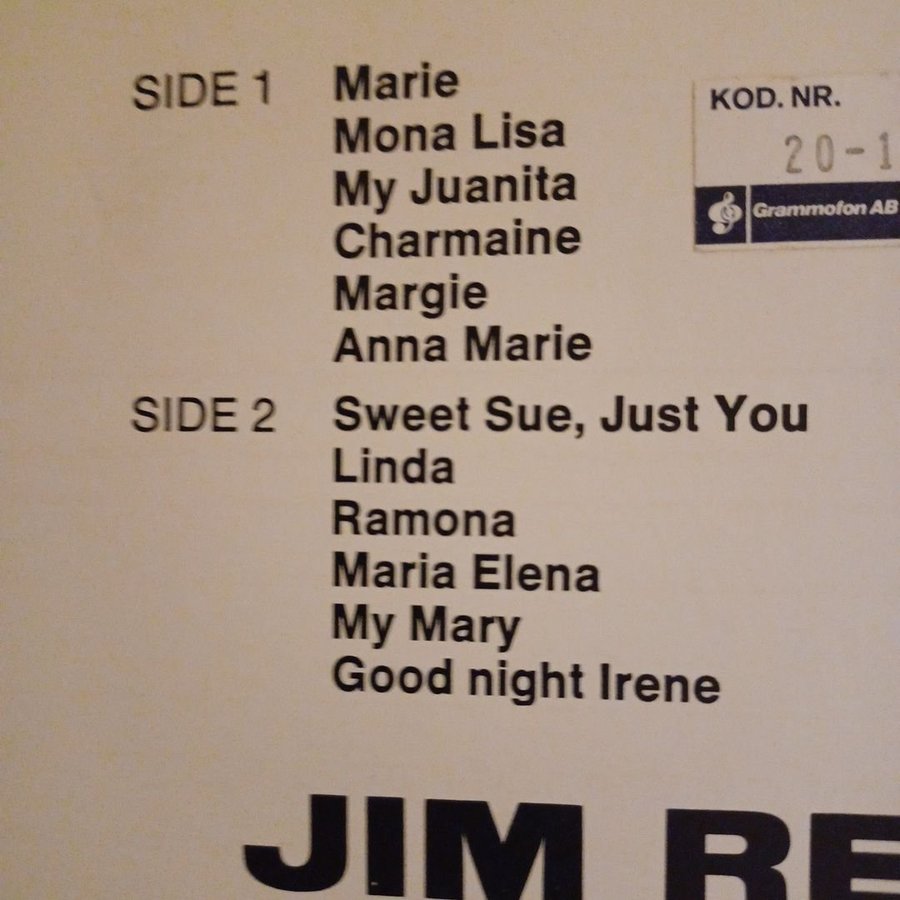 SIDE 1 Marie
Mona Lisa
My Juanita
Charmaine
Margie
Anna Marie
SIDE 2 Sweet Sue, Just You
Linda
Ramona
Maria Elena
My Mary
Good night Irene
KOD. NR.
20-1
Grammofon AB
JIM RE